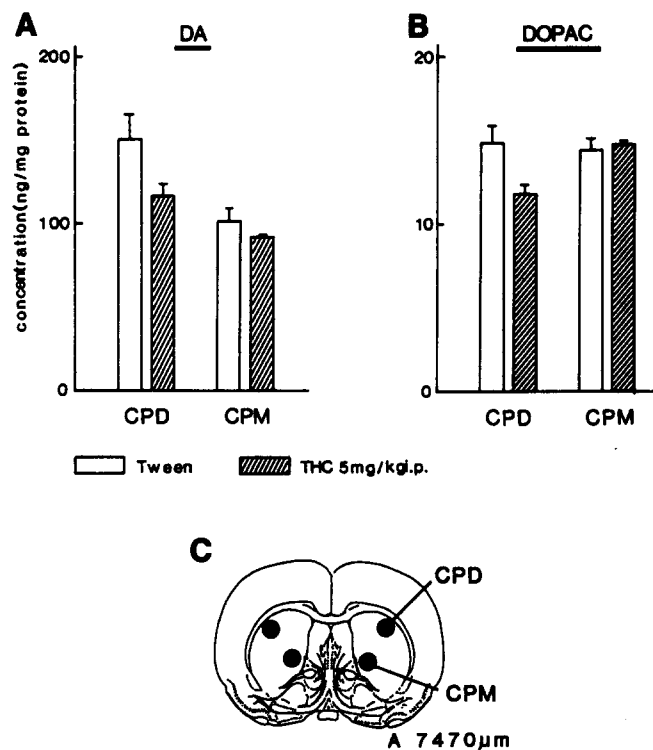 A
DA
200
100
0
concentration(ng/mg protein)
CPD CPM
B
DOPAC
20
10
0
CPD CPM
Tween THC 5mg/kgi.p.
C
CPD
CPM
A 7470µm